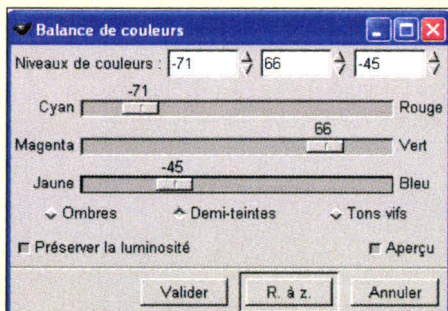 Balance de couleurs
Niveaux de couleurs : -71 66 -45
-71
Cyan Rouge
66
Magenta Vert
-45
Jaune Bleu
Ombres Demi-teintes Tons vifs
Préserver la luminosité Aperçu
Valider R. à z. Annuler